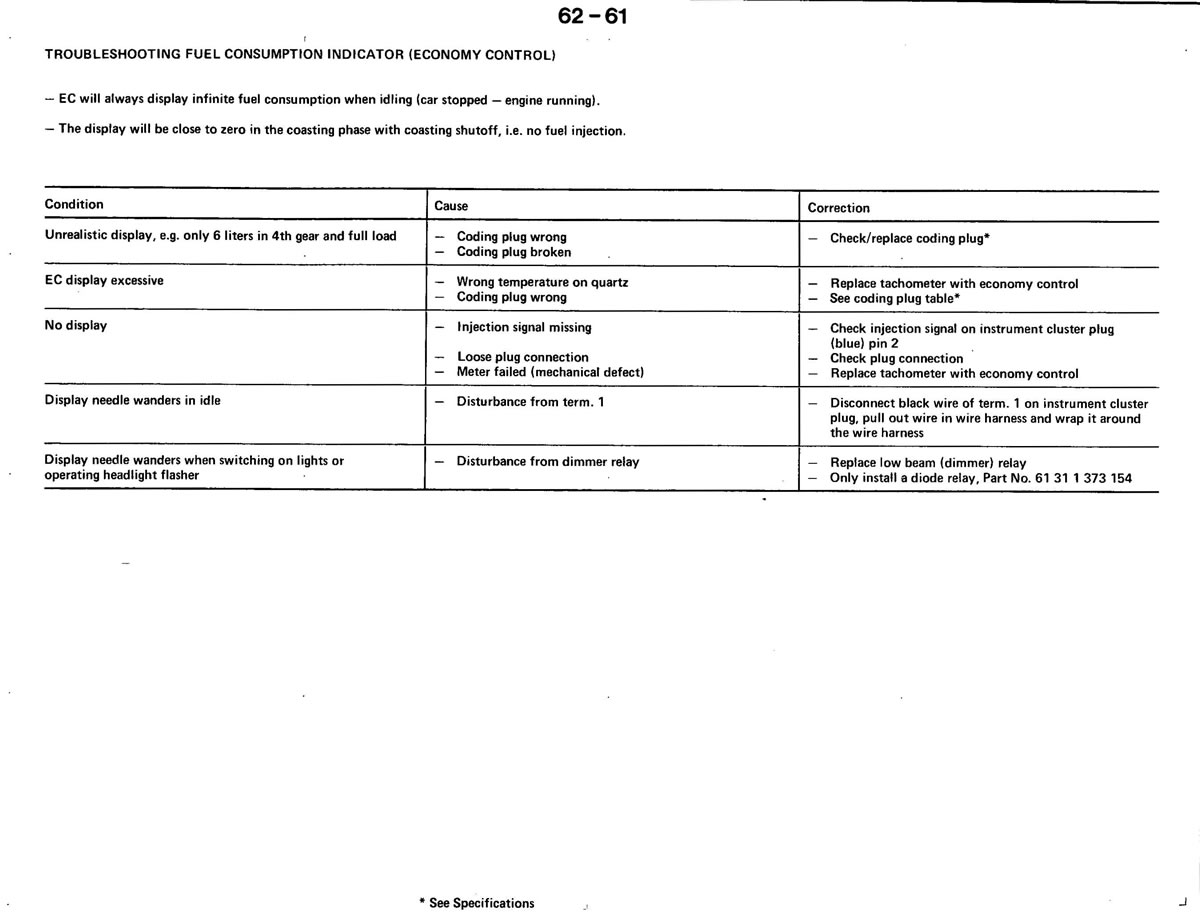 62 – 61
TROUBLESHOOTING FUEL CONSUMPTION INDICATOR (ECONOMY CONTROL)
– EC will always display infinite fuel consumption when idling (car stopped – engine running).
– The display will be close to zero in the coasting phase with coasting shutoff, i.e. no fuel injection.
Condition
Cause
Correction
Unrealistic display, e.g. only 6 liters in 4th gear and full load
– Coding plug wrong
– Coding plug broken
– Check/replace coding plug*
EC display excessive
– Wrong temperature on quartz
– Coding plug wrong
– Replace tachometer with economy control
– See coding plug table*
No display
– Injection signal missing
– Loose plug connection
– Meter failed (mechanical defect)
– Check injection signal on instrument cluster plug
(blue) pin 2
– Check plug connection
– Replace tachometer with economy control
Display needle wanders in idle
– Disturbance from term. 1
– Disconnect black wire of term. 1 on instrument cluster
plug, pull out wire in wire harness and wrap it around
the wire harness
Display needle wanders when switching on lights or
operating headlight flasher
– Disturbance from dimmer relay
– Replace low beam (dimmer) relay
– Only install a diode relay, Part No. 61 31 1 373 154
* See Specifications